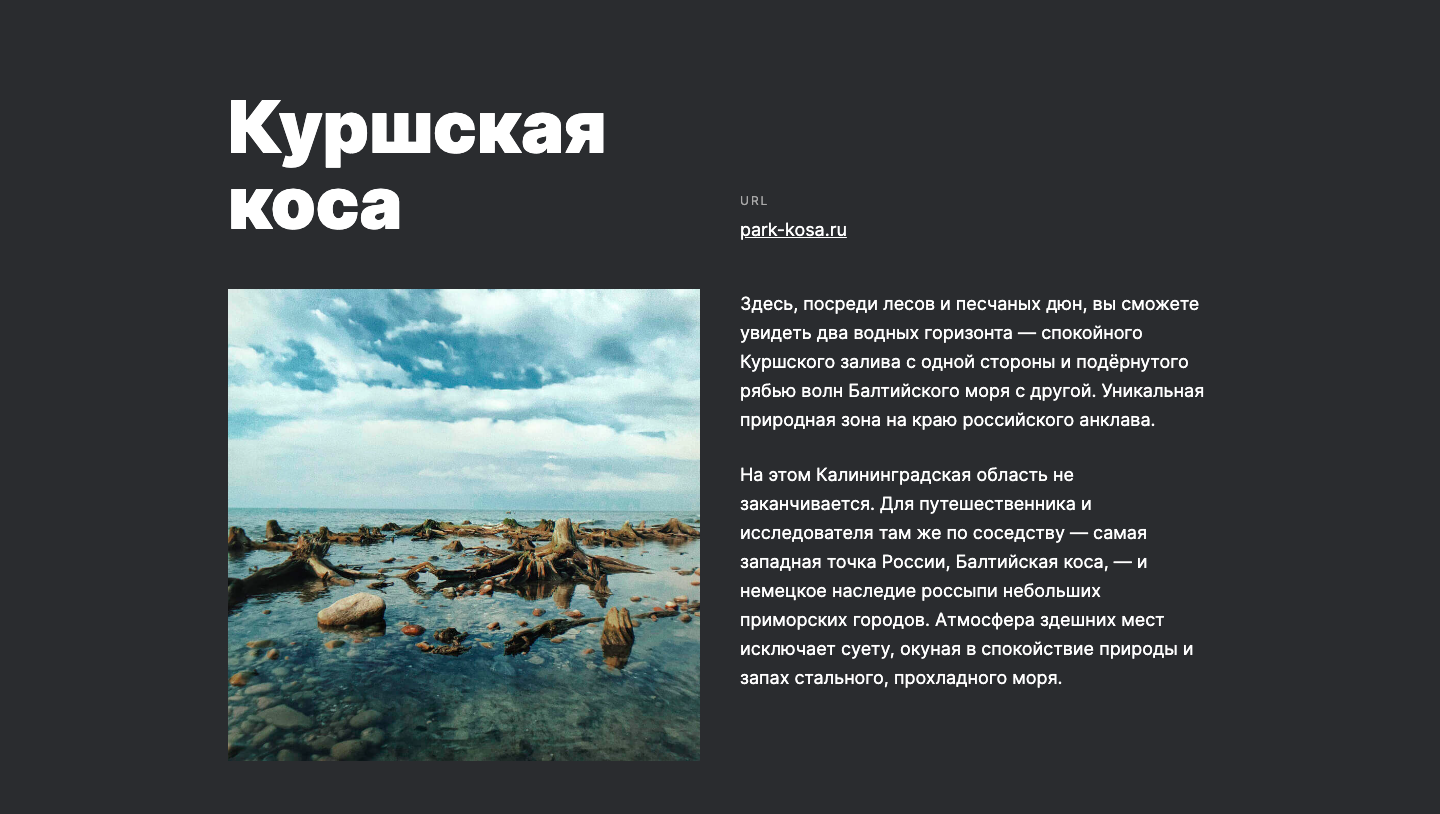 Куршская
коса
URL
park-kosa.ru
Здесь, посреди лесов и песчаных дюн, вы сможете
увидеть два водных горизонта — спокойного
Куршского залива с одной стороны и подёрнутого
рябью волн Балтийского моря с другой. Уникальная
природная зона на краю российского анклава.
На этом Калининградская область не
заканчивается. Для путешественника и
исследователя там же по соседству — самая
западная точка России, Балтийская коса, — и
немецкое наследие россыпи небольших
приморских городов. Атмосфера здешних мест
исключает суету, окуная в спокойствие природы и
запах стального, прохладного моря.